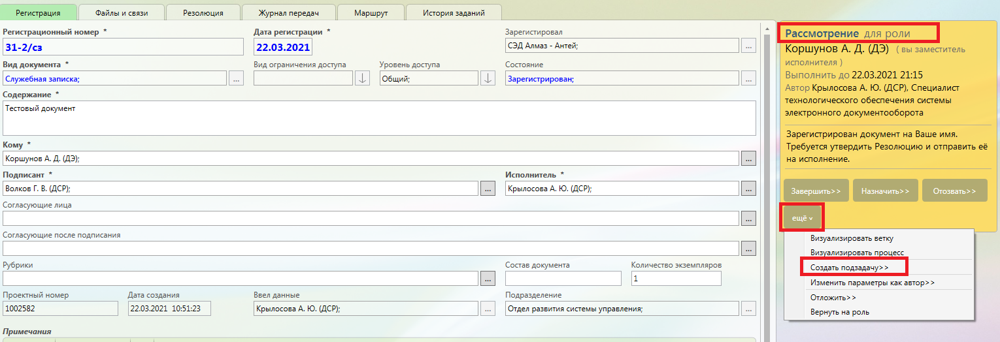 Регистрация
Файлы и связи
Резолюция
Журнал передач
Маршрут
История заданий
Регистрационный номер *
Дата регистрации *
Зарегистрировал
31-2/сз
22.03.2021
СЭД Алмаз - Антей;
...
Вид документа *
Вид ограничения доступа
Уровень доступа
Состояние
Служебная записка;
...
Общий;
Зарегистрирован;
...
Содержание *
Тестовый документ
Кому *
Коршунов А. Д. (ДЭ);
...
Подписант *
Исполнитель *
Волков Г. В. (ДСР);
...
Крылосова А. Ю. (ДСР);
...
Согласующие лица
...
Согласующие после подписания
...
Рубрики
Состав документа
Количество экземпляров
...
1
Проектный номер
Дата создания
Ввел данные
Подразделение
1002582
22.03.2021 10:51:23
Крылосова А. Ю. (ДСР);
...
Отдел развития системы управления;
...
Примечания
Рассмотрение для роли
Коршунов А. Д. (ДЭ) ( вы заместитель
исполнителя )
Выполнить до 22.03.2021 21:15
Автор Крылосова А. Ю. (ДСР), Специалист
технологического обеспечения системы
электронного документооборота
Зарегистрирован документ на Ваше имя.
Требуется утвердить Резолюцию и отправить её
на исполнение.
Завершить>>
Назначить>>
Отозвать>>
ещё v
Визуализировать ветку
Визуализировать процесс
Создать подзадачу>>
Изменить параметры как автор>>
Отложить>>
Вернуть на роль